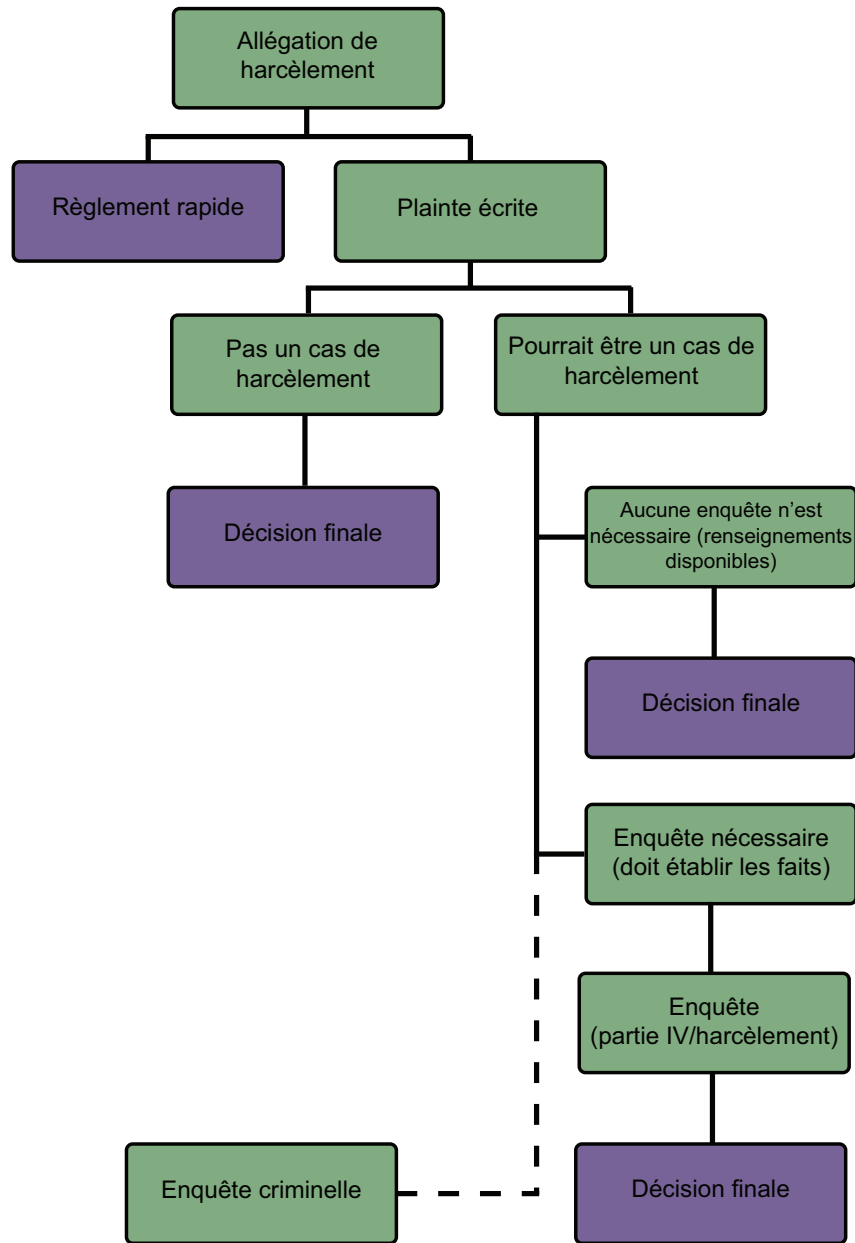 Allégation de
harcèlement
Règlement rapide
Plainte écrite
Pas un cas de
harcèlement
Pourrait être un cas de
harcèlement
Décision finale
Aucune enquête n’est
nécessaire (renseignements
disponibles)
Décision finale
Enquête nécessaire
(doit établir les faits)
Enquête
(partie IV/harcèlement)
Enquête criminelle
Décision finale